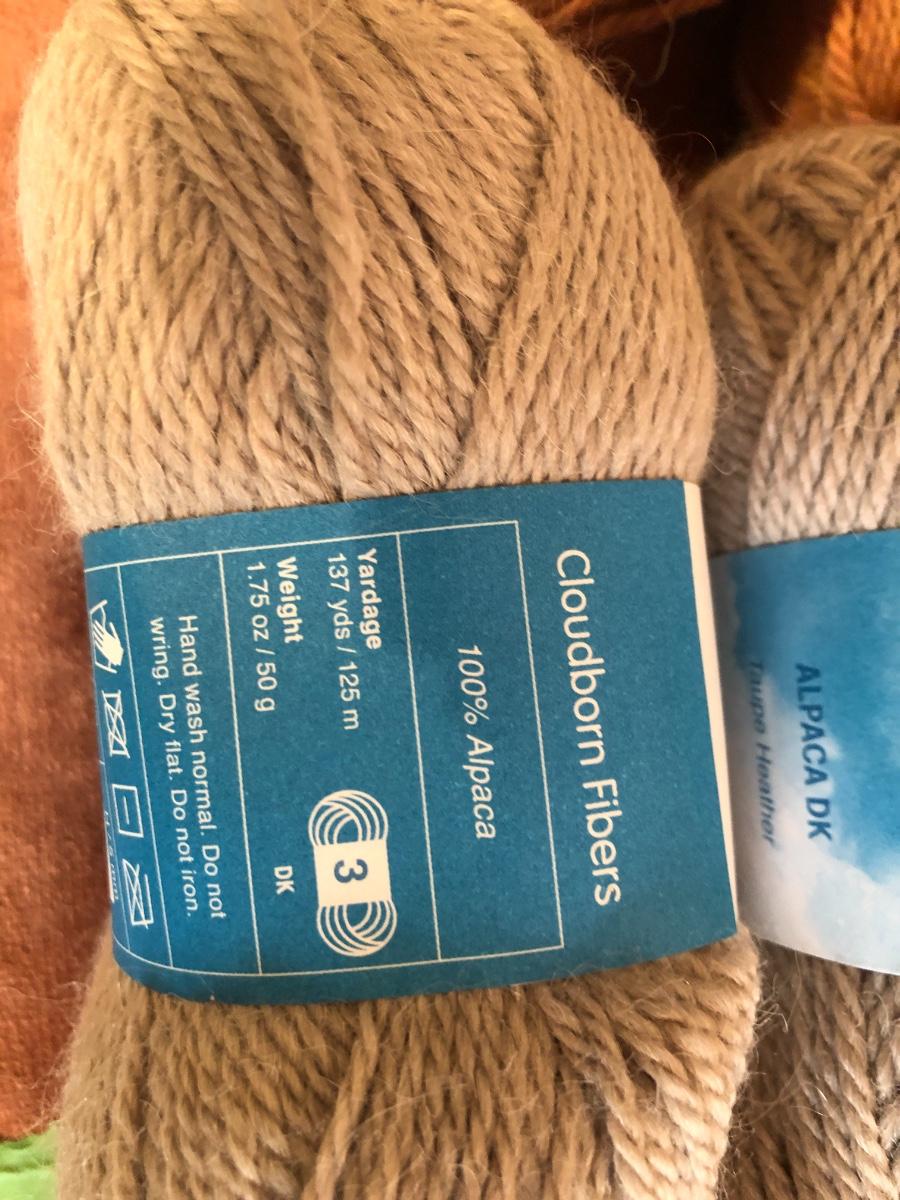 Cloudborn Fibers
100% Alpaca
Yardage
137 yds / 125 m
Weight
1.75 oz / 50 g
3
DK
Hand wash normal. Do not
wring. Dry flat. Do not iron.
ALPACA DK
Taupe Heather